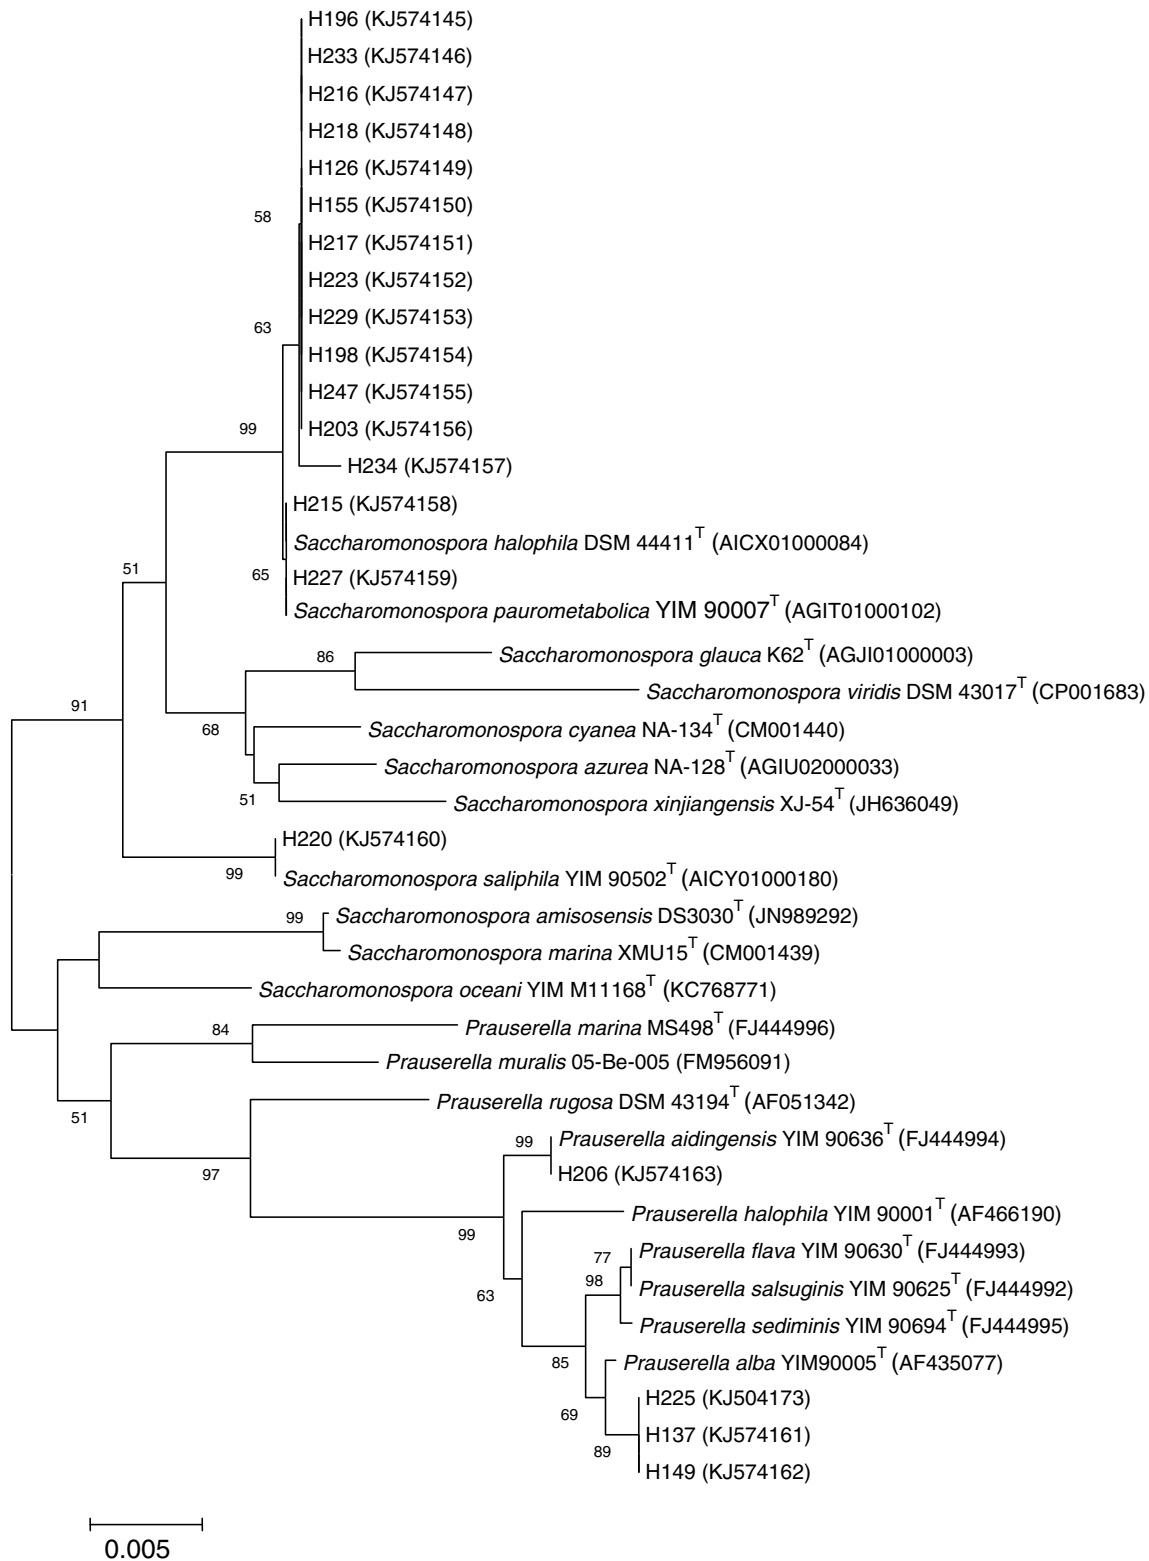 H196 (KJ574145)
H233 (KJ574146)
H216 (KJ574147)
H218 (KJ574148)
H126 (KJ574149)
H155 (KJ574150)
58
H217 (KJ574151)
H223 (KJ574152)
H229 (KJ574153)
63
H198 (KJ574154)
H247 (KJ574155)
H203 (KJ574156)
99
H234 (KJ574157)
H215 (KJ574158)
Saccharomonospora halophila DSM 44411T (AICX01000084)
51
65
H227 (KJ574159)
Saccharomonospora paurometabolica YIM 90007T (AGIT01000102)
86
Saccharomonospora glauca K62T (AGJI01000003)
Saccharomonospora viridis DSM 43017T (CP001683)
91
68
Saccharomonospora cyanea NA-134T (CM001440)
Saccharomonospora azurea NA-128T (AGIU02000033)
51
Saccharomonospora xinjiangensis XJ-54T (JH636049)
H220 (KJ574160)
99
Saccharomonospora saliphila YIM 90502T (AICY01000180)
99
Saccharomonospora amisosensis DS3030T (JN989292)
Saccharomonospora marina XMU15T (CM001439)
Saccharomonospora oceani YIM M11168T (KC768771)
84
Prauserella marina MS498T (FJ444996)
Prauserella muralis 05-Be-005 (FM956091)
51
Prauserella rugosa DSM 43194T (AF051342)
99
Prauserella aidingensis YIM 90636T (FJ444994)
97
H206 (KJ574163)
99
Prauserella halophila YIM 90001T (AF466190)
77
Prauserella flava YIM 90630T (FJ444993)
98
63
Prauserella salsuginis YIM 90625T (FJ444992)
Prauserella sediminis YIM 90694T (FJ444995)
85
Prauserella alba YIM90005T (AF435077)
H225 (KJ504173)
69
H137 (KJ574161)
89
H149 (KJ574162)
0.005